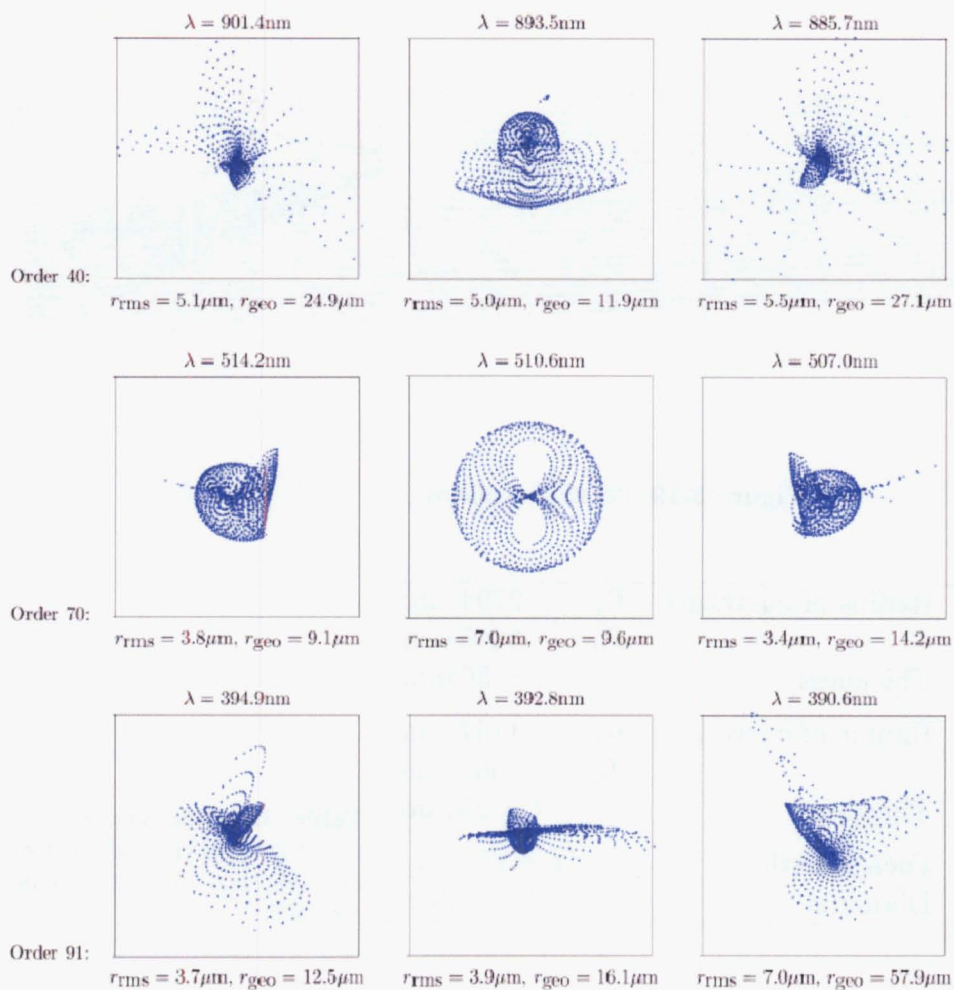 λ = 901.4nm
λ = 893.5nm
λ = 885.7nm
Order 40:
r_rms = 5.1μm, r_geo = 24.9μm
r_rms = 5.0μm, r_geo = 11.9μm
r_rms = 5.5μm, r_geo = 27.1μm
λ = 514.2nm
λ = 510.6nm
λ = 507.0nm
Order 70:
r_rms = 3.8μm, r_geo = 9.1μm
r_rms = 7.0μm, r_geo = 9.6μm
r_rms = 3.4μm, r_geo = 14.2μm
λ = 394.9nm
λ = 392.8nm
λ = 390.6nm
Order 91:
r_rms = 3.7μm, r_geo = 12.5μm
r_rms = 3.9μm, r_geo = 16.1μm
r_rms = 7.0μm, r_geo = 57.9μm